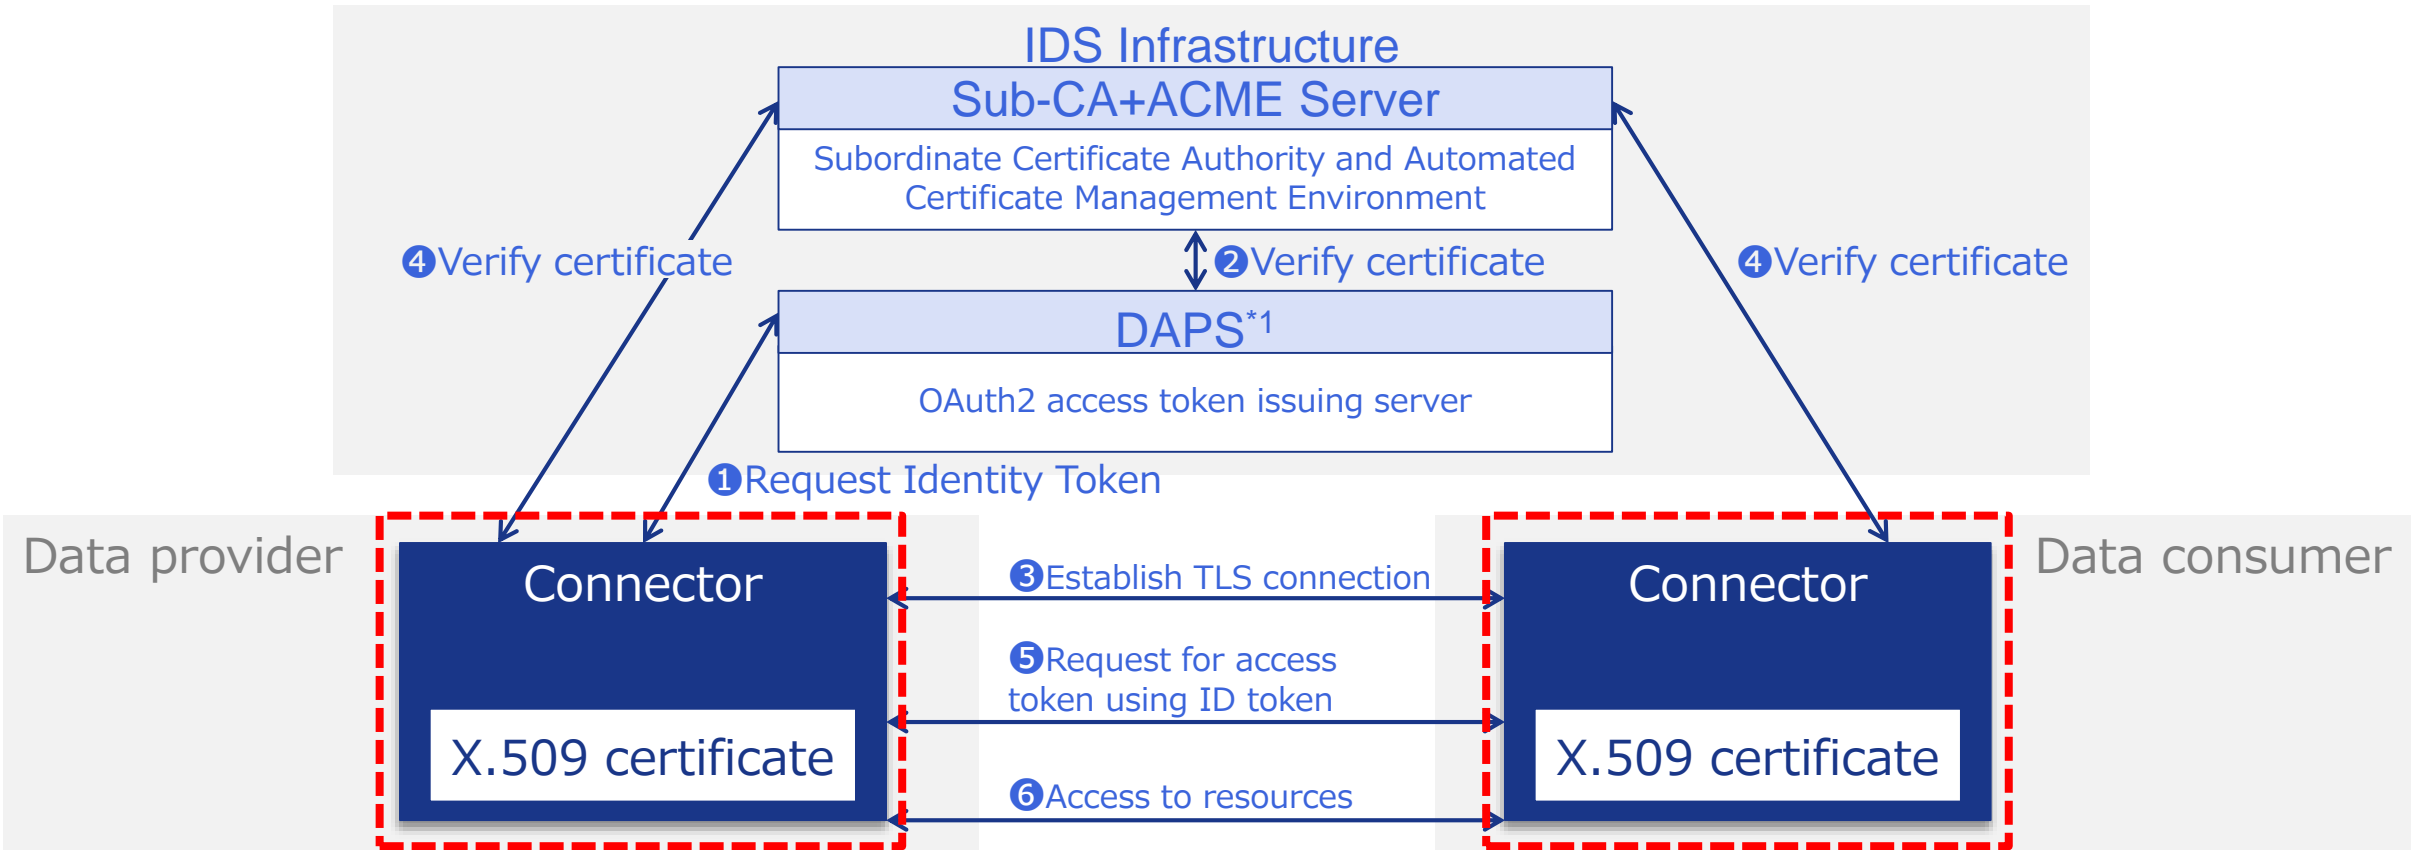 IDS Infrastructure
Sub-CA+ACME Server
Subordinate Certificate Authority and Automated
Certificate Management Environment
❹Verify certificate
❷Verify certificate
❹Verify certificate
DAPS*1
OAuth2 access token issuing server
❶Request Identity Token
Data provider
Connector
X.509 certificate
❸Establish TLS connection
❺Request for access
token using ID token
❻Access to resources
Data consumer
Connector
X.509 certificate